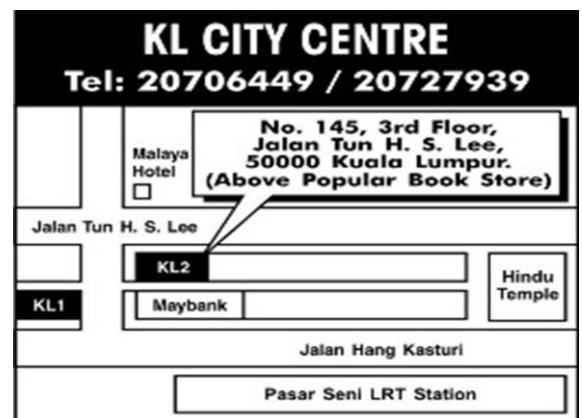 KL CITY CENTRE
Tel: 20706449 / 20727939
No. 145, 3rd Floor,
Jalan Tun H. S. Lee,
50000 Kuala Lumpur.
(Above Popular Book Store)
Malaya
Hotel
Jalan Tun H. S. Lee
KL2
Hindu
Temple
KL1
Maybank
Jalan Hang Kasturi
Pasar Seni LRT Station